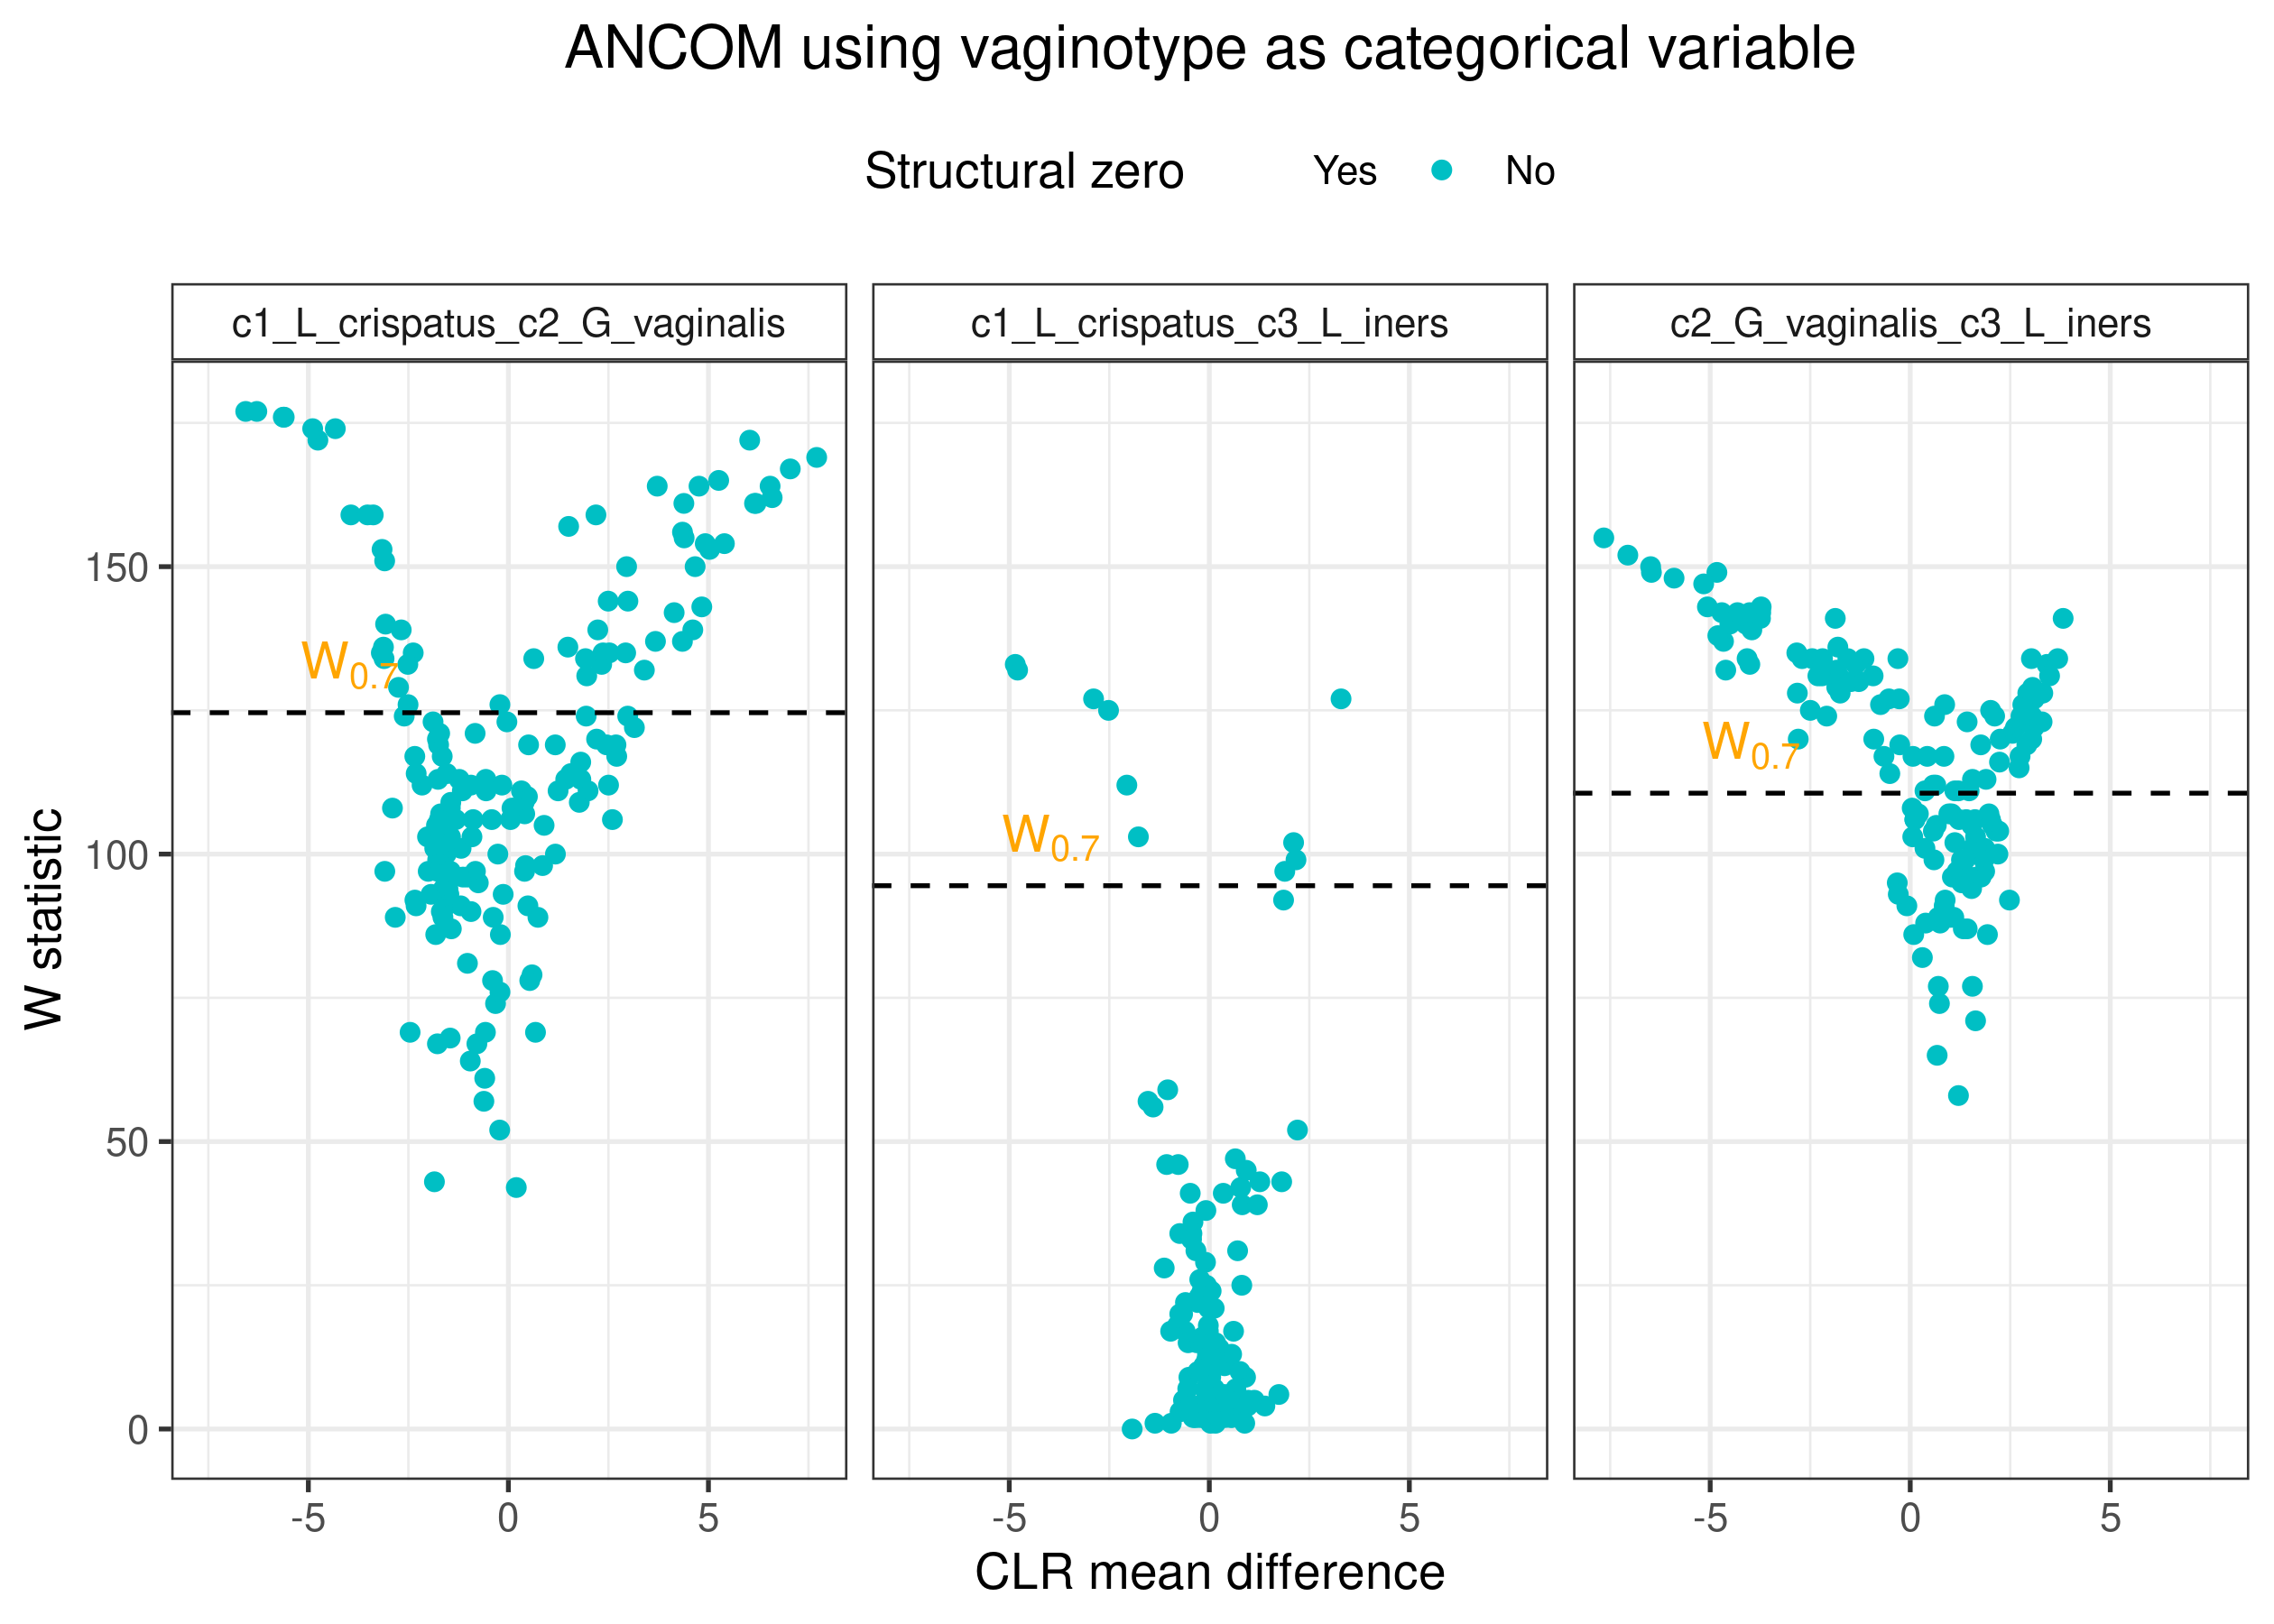 ANCOM using vaginotype as categorical variable
Structural zero Yes No
c1_L_crispatus_c2_G_vaginalis c1_L_crispatus_c3_L_iners c2_G_vaginalis_c3_L_iners
150
100
50
0
W statistic
W0.7
W0.7
W0.7
-5 0 5 -5 0 5 -5 0 5
CLR mean difference